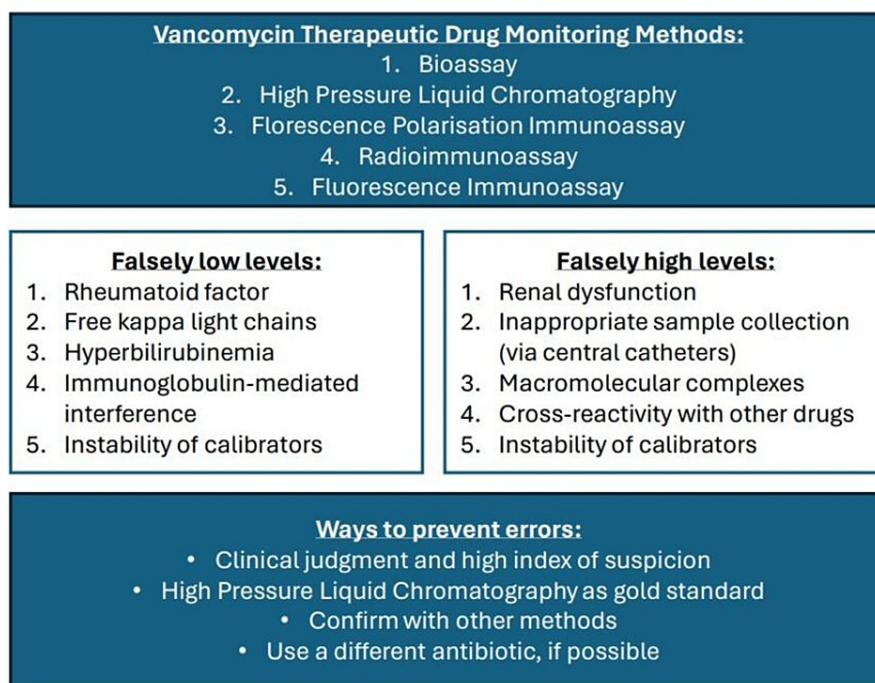 Vancomycin Therapeutic Drug Monitoring Methods:
1. Bioassay
2. High Pressure Liquid Chromatography
3. Florescence Polarisation Immunoassay
4. Radioimmunoassay
5. Fluorescence Immunoassay
Falsely low levels:
1. Rheumatoid factor
2. Free kappa light chains
3. Hyperbilirubinemia
4. Immunoglobulin-mediated
interference
5. Instability of calibrators
Falsely high levels:
1. Renal dysfunction
2. Inappropriate sample collection
(via central catheters)
3. Macromolecular complexes
4. Cross-reactivity with other drugs
5. Instability of calibrators
Ways to prevent errors:
• Clinical judgment and high index of suspicion
• High Pressure Liquid Chromatography as gold standard
• Confirm with other methods
• Use a different antibiotic, if possible